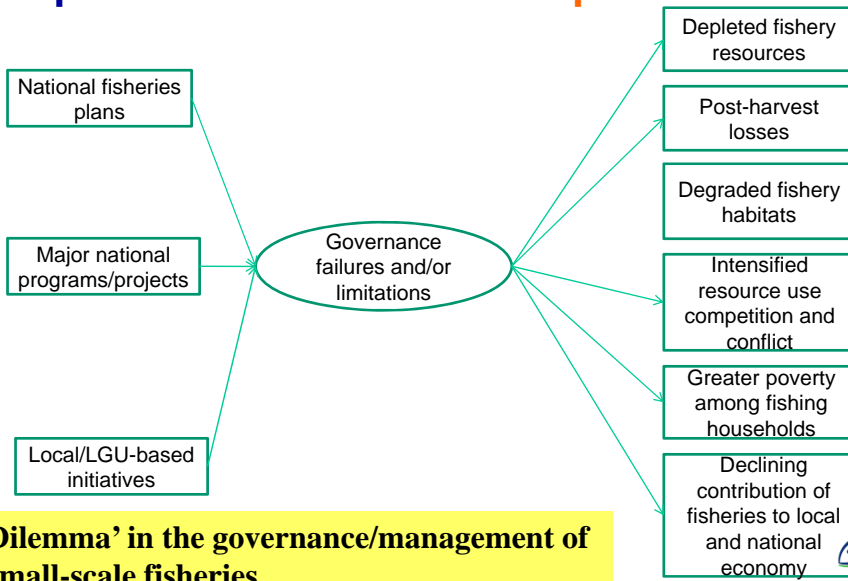 National fisheries
plans
Major national
programs/projects
Local/LGU-based
initiatives
Governance
failures and/or
limitations
Depleted fishery
resources
Post-harvest
losses
Degraded fishery
habitats
Intensified
resource use
competition and
conflict
Greater poverty
among fishing
households
Declining
contribution of
fisheries to local
and national
economy
Dilemma’ in the governance/management of
small-scale fisheries